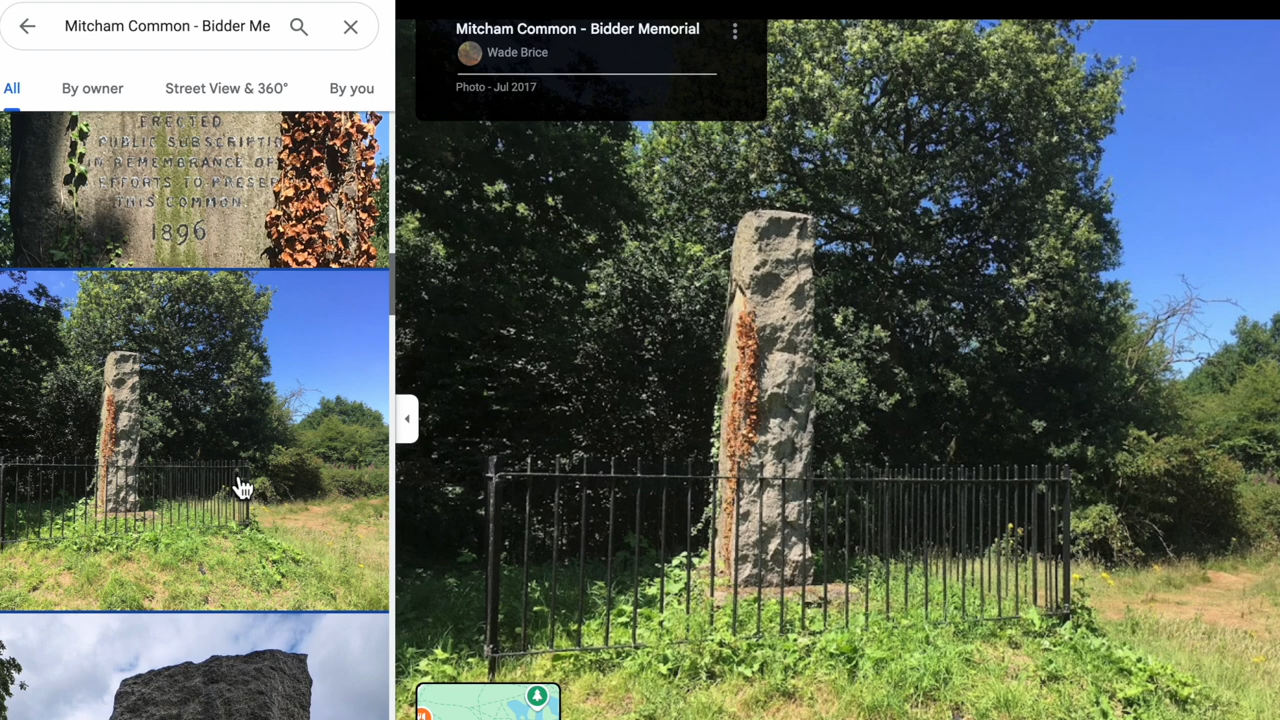 Mitcham Common - Bidder Me
All
By owner
Street View & 360°
By you
ERECTED
PUBLIC SUBSCRIPTIO
IN REMEMBRANCE OF
EFFORTS TO PRESER
THIS COMMON
1896
Mitcham Common - Bidder Memorial
Wade Brice
Photo - Jul 2017